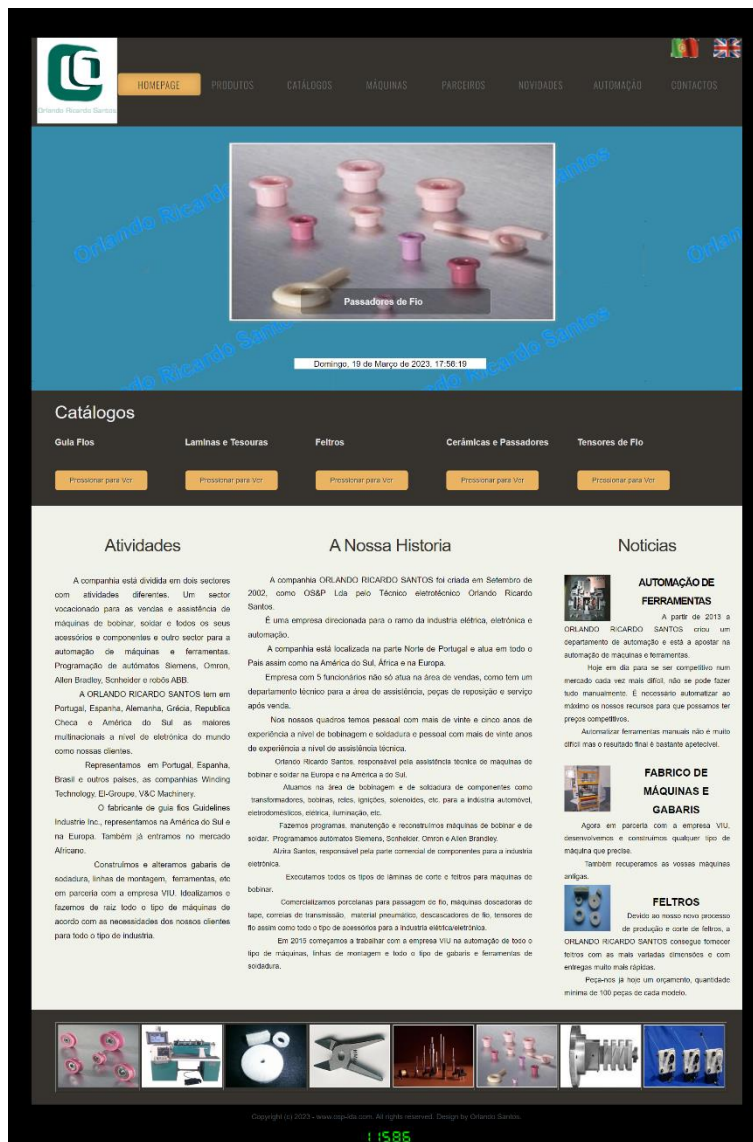 Orlando Ricardo Santos
HOMEPAGE
PRODUTOS
CATÁLOGOS
MÁQUINAS
PARCEIROS
NOVIDADES
AUTOMAÇÃO
CONTACTOS
Orlando Ricardo Santos
Passadores de Fio
Orlando Ricardo Santos
Domingo, 19 de Março de 2023, 17:56:19
Catálogos
Guia Fios
Laminas e Tesouras
Feltros
Cerâmicas e Passadores
Tensores de Fio
Pressionar para Ver
Pressionar para Ver
Pressionar para Ver
Pressionar para Ver
Pressionar para Ver
Atividades
A companhia está dividida em dois sectores
com atividades diferentes. Um sector
vocacionado para as vendas e assistência de
máquinas de bobinar, soldar e todos os seus
acessórios e componentes e outro sector para a
automação de máquinas e ferramentas.
Programação de autómatos Siemens, Omron,
Allen Bradley, Scnheider e robôs ABB.
A ORLANDO RICARDO SANTOS tem em
Portugal, Espanha, Alemanha, Grécia, Republica
Checa e América do Sul as maiores
multinacionais a nivel de eletrónica do mundo
como nossas clientes.
Representamos em Portugal, Espanha,
Brasil e outros países, as companhias Winding
Technology, El-Groupe, V&C Machinery.
O fabricante de guia fios Guidelines
Industrie Inc., representamos na América do Sul e
na Europa. Também já entramos no mercado
Africano.
Construímos e alteramos gabaris de
sodadura, linhas de montagem, ferramentas, etc
em parceria com a empresa VIU. Idealizamos e
fazemos de raiz todo o tipo de máquinas de
acordo com as necessidades dos nossos clientes
para todo o tipo de industria.
A Nossa Historia
A companhia ORLANDO RICARDO SANTOS foi criada em Setembro de
2002, como OS&P Lda pelo Técnico eletrotécnico Orlando Ricardo
Santos.
É uma empresa direcionada para o ramo da industria elétrica, eletrónica e
automação.
A companhia está localizada na parte Norte de Portugal e atua em todo o
País assim como na América do Sul, África e na Europa.
Empresa com 5 funcionários não só atua na área de vendas, como tem um
departamento técnico para a área de assistência, peças de reposição e serviço
após venda.
Nos nossos quadros temos pessoal com mais de vinte e cinco anos de
experiência a nivel de bobinagem e soldadura e pessoal com mais de vinte anos
de experiência a nivel de assistência técnica.
Orlando Ricardo Santos, responsável pela assistência técnica de máquinas de
bobinar e soldar na Europa e na América a do Sul.
Atuamos na área de bobinagem e de soldadura de componentes como
transformadores, bobinas, relés, ignições, solenoides, etc. para a indústria automóvel,
eletrodomésticos, elétrica, iluminação, etc.
Fazemos programas, manutenção e reconstruímos máquinas de bobinar e de
soldar. Programamos autómatos Siemens, Scnheider, Omron e Allen Brandley.
Alzira Santos, responsável pela parte comercial de componentes para a industria
eletrónica.
Executamos todos os tipos de lâminas de corte e feltros para máquinas de
bobinar.
Comercializamos porcelanas para passagem de fio, máquinas doscadoras de
tape, correias de transmissão, material pneumático, descascadores de fio, tensores de
fio assim como todo o tipo de acessórios para a industria elétrica/eletrónica.
Em 2015 começamos a trabalhar com a empresa VIU na automação de todo o
tipo de máquinas, linhas de montagem e todo o tipo de gabaris e ferramentas de
soldadura.
Noticias
AUTOMAÇÃO DE
FERRAMENTAS
A partir de 2013 a
ORLANDO RICARDO SANTOS criou um
departamento de automação e está a apostar na
automação de máquinas e ferramentas.
Hoje em dia para se ser competitivo num
mercado cada vez mais difícil, não se pode fazer
tudo manualmente. É necessário automatizar ao
máximo os nossos recursos para que possamos ter
preços competitivos.
Automatizar ferramentas manuais não é muito
difícil mas o resultado final é bastante apetecível.
FABRICO DE
MÁQUINAS E
GABARIS
Agora em parceria com a empresa VIU,
desenvolvemos e construímos qualquer tipo de
máquina que precise.
Também recuperamos as vossas máquinas
antigas.
FELTROS
Devido ao nosso novo processo
de produção e corte de feltros, a
ORLANDO RICARDO SANTOS consegue fornecer
feltros com as mais variadas dimensões e com
entregas muito mais rápidas.
Peça-nos já hoje um orçamento, quantidade
mínima de 100 peças de cada modelo.
Copyright (c) 2023 - www.osp-lda.com. All rights reserved. Design by Orlando Santos.
11586